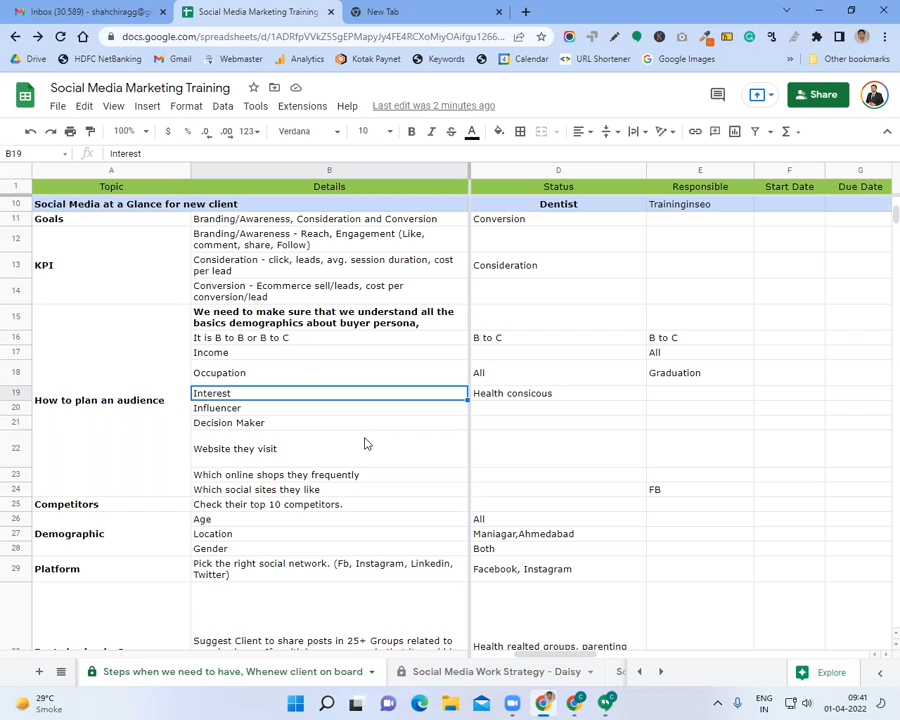 Inbox (30,589) - shahchiragg@g
Social Media Marketing Training
New Tab
docs.google.com/spreadsheets/d/1ADRfpVVkZ5SgEPMapyJy4FE4RCXoMiyOAifgu1266...
Drive
HDFC NetBanking
Gmail
Webmaster
Analytics
Kotak Paynet
Keywords
Calendar
URL Shortener
Google Images
Other bookmarks
Social Media Marketing Training
File Edit View Insert Format Data Tools Extensions Help Last edit was 2 minutes ago
Share
100% $ % .0 .00 123 Verdana 10 B I S A
B19 fx Interest
A B D E F G
1 Topic Details Status Responsible Start Date Due Date
10 Social Media at a Glance for new client Dentist Traininginseo
11 Goals Branding/Awareness, Consideration and Conversion Conversion
12 Branding/Awareness - Reach, Engagement (Like,
comment, share, Follow)
13 KPI Consideration - click, leads, avg. session duration, cost
per lead Consideration
14 Conversion - Ecommerce sell/leads, cost per
conversion/lead
15 We need to make sure that we understand all the
basics demographics about buyer persona,
16 It is B to B or B to C B to C B to C
17 Income All
18 Occupation All Graduation
19 Interest Health consicous
How to plan an audience
20 Influencer
21 Decision Maker
22 Website they visit
23 Which online shops they frequently
24 Which social sites they like FB
25 Competitors Check their top 10 competitors.
26 Age All
27 Demographic Location Maniagar,Ahmedabad
28 Gender Both
29 Platform Pick the right social network. (Fb, Instagram, Linkedin,
Twitter) Facebook, Instagram
Suggest Client to share posts in 25+ Groups related to
Health realted groups, parenting
Steps when we need to have, Whenew client on board
Social Media Work Strategy - Daisy
Explore
29°C
Smoke
ENG
IN
09:41
01-04-2022